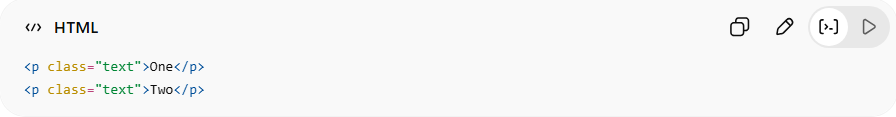 HTML
<p class="text">One</p>
<p class="text">Two</p>